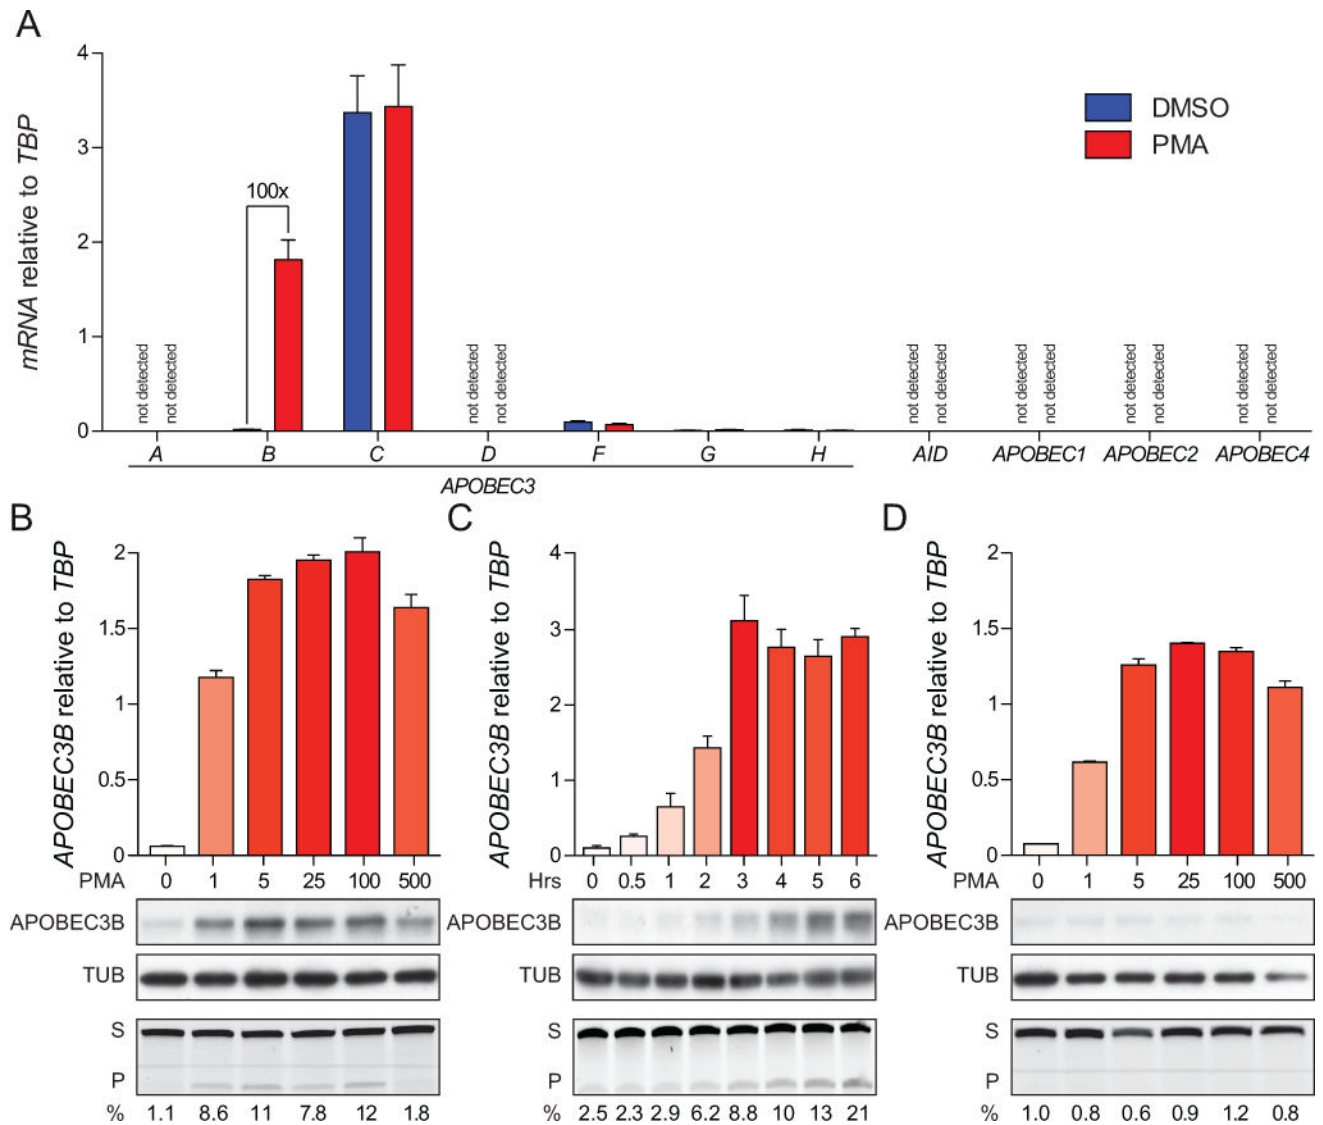 A
mRNA relative to TBP
4
3
2
1
0
100x
DMSO
PMA
not detected not detected
not detected not detected
not detected not detected
not detected not detected
not detected not detected
not detected not detected
A B C D F G H AID APOBEC1 APOBEC2 APOBEC4
APOBEC3
B
APOBEC3B relative to TBP
2
1.5
1
0.5
0
PMA 0 1 5 25 100 500
APOBEC3B
TUB
S
P
% 1.1 8.6 11 7.8 12 1.8
C
APOBEC3B relative to TBP
4
3
2
1
0
Hrs 0 0.5 1 2 3 4 5 6
APOBEC3B
TUB
S
P
% 2.5 2.3 2.9 6.2 8.8 10 13 21
D
APOBEC3B relative to TBP
2
1.5
1
0.5
0
PMA 0 1 5 25 100 500
APOBEC3B
TUB
S
P
% 1.0 0.8 0.6 0.9 1.2 0.8